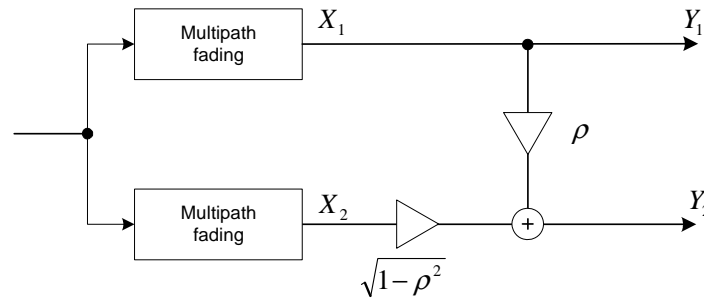 Multipath
fading
X₁
Y₁
ρ
Multipath
fading
X₂
Y₂
+
√(1−ρ²)